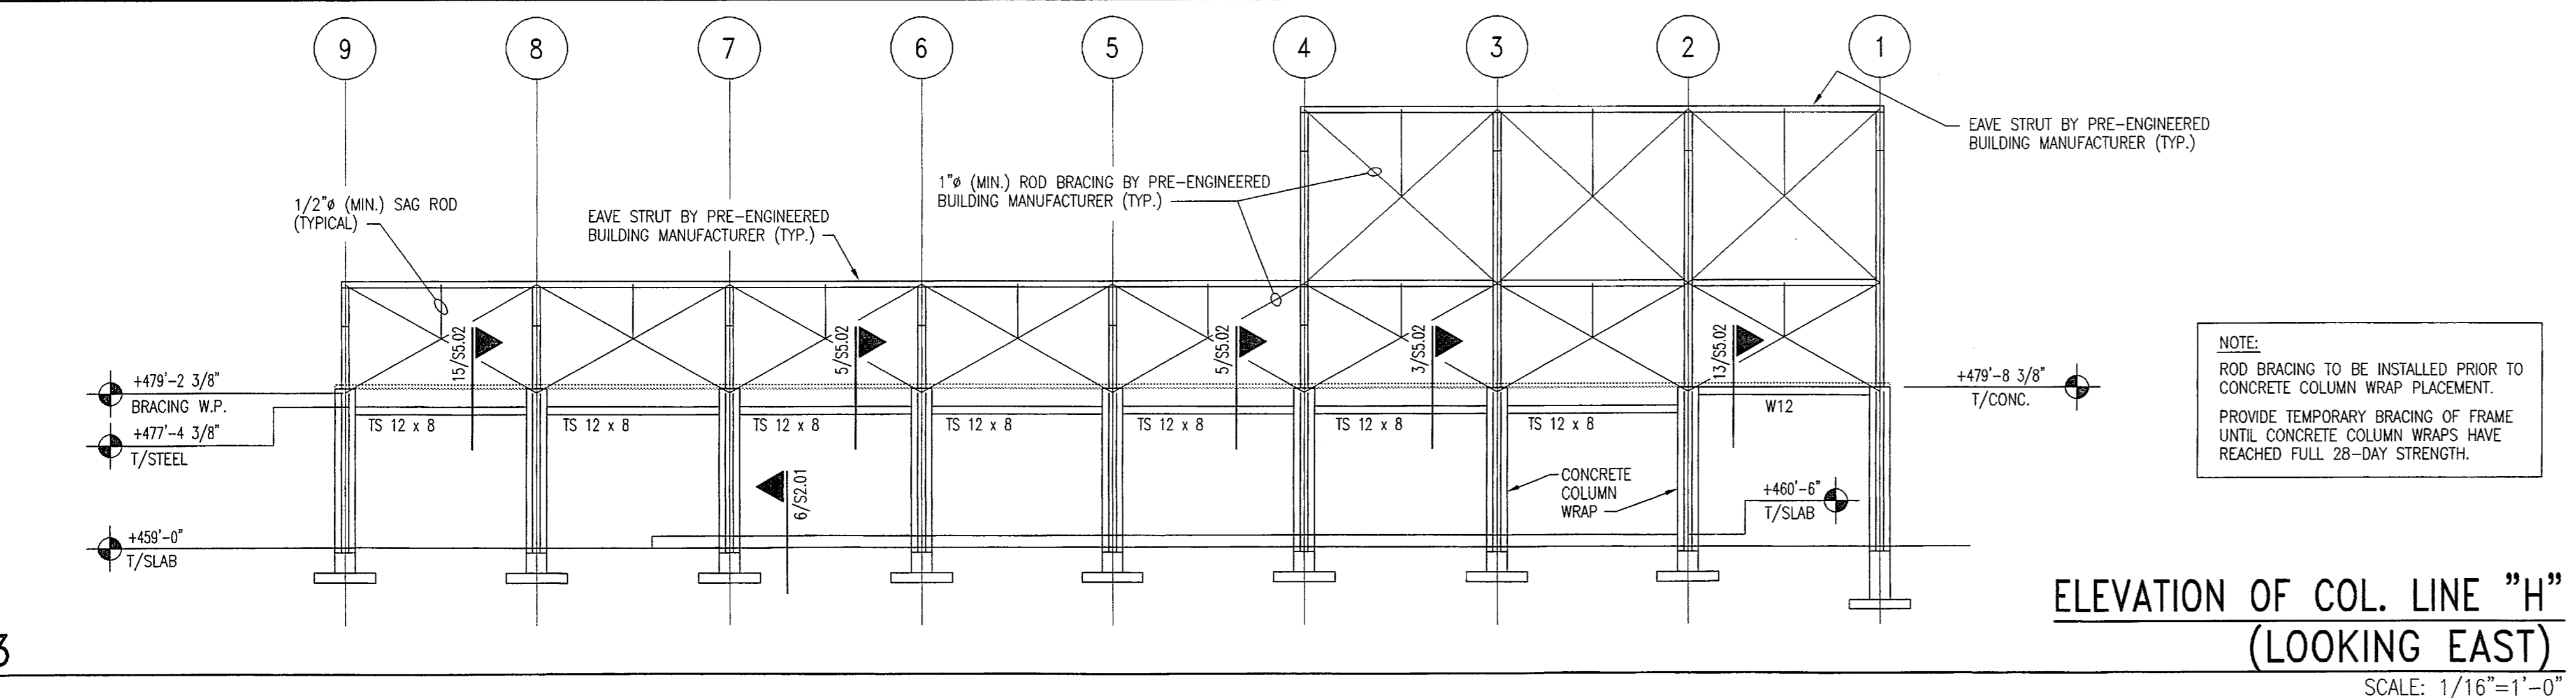 9 8 7 6 5 4 3 2 1
EAVE STRUT BY PRE-ENGINEERED
BUILDING MANUFACTURER (TYP.)
1"ø (MIN.) ROD BRACING BY PRE-ENGINEERED
BUILDING MANUFACTURER (TYP.)
1/2"ø (MIN.) SAG ROD
(TYPICAL)
EAVE STRUT BY PRE-ENGINEERED
BUILDING MANUFACTURER (TYP.)
15/S5.02
5/S5.02
5/S5.02
3/S5.02
13/S5.02
+479'-2 3/8"
BRACING W.P.
+477'-4 3/8"
T/STEEL
+459'-0"
T/SLAB
TS 12 x 8
TS 12 x 8
TS 12 x 8
TS 12 x 8
TS 12 x 8
TS 12 x 8
TS 12 x 8
W12
+479'-8 3/8"
T/CONC.
6/S2.01
CONCRETE
COLUMN
WRAP
+460'-6"
T/SLAB
NOTE:
ROD BRACING TO BE INSTALLED PRIOR TO
CONCRETE COLUMN WRAP PLACEMENT.
PROVIDE TEMPORARY BRACING OF FRAME
UNTIL CONCRETE COLUMN WRAPS HAVE
REACHED FULL 28-DAY STRENGTH.
ELEVATION OF COL. LINE "H"
(LOOKING EAST)
SCALE: 1/16"=1'-0"
3